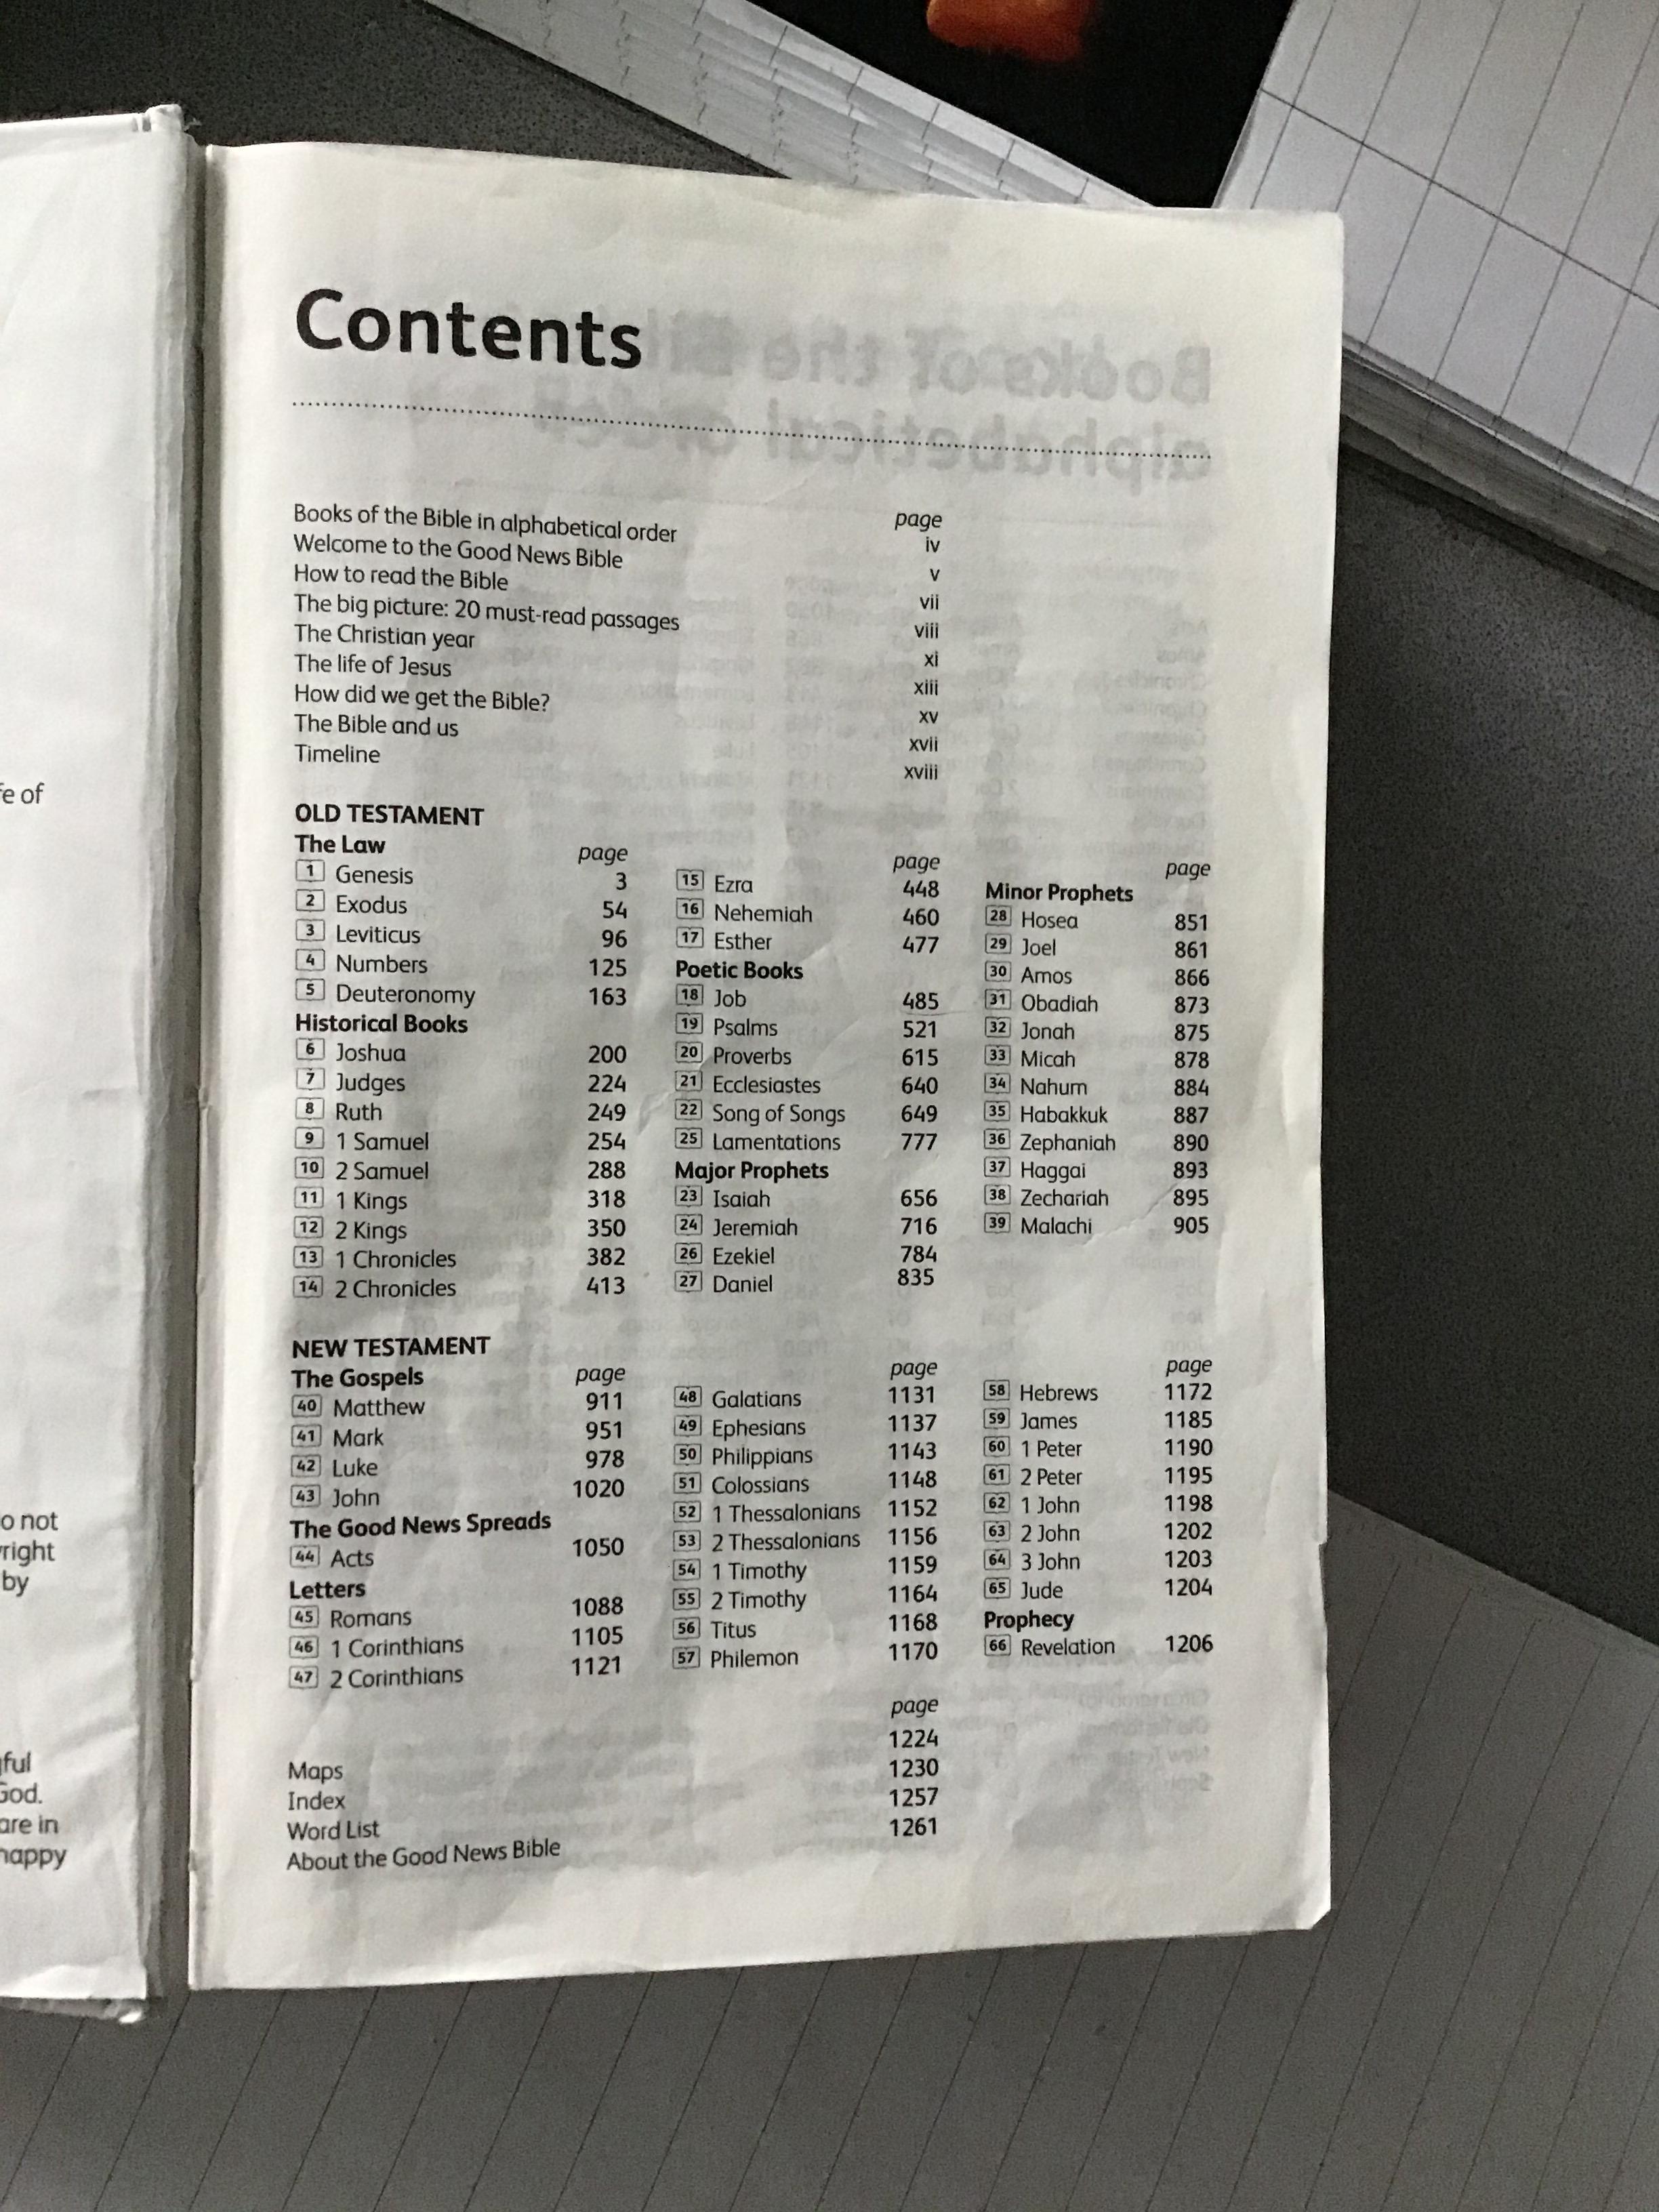 fe of
o not
right
by
ful
God.
are in
happy
Contents
Books of the Bible in alphabetical order
page
Books of the Bible in alphabetical order iv
Welcome to the Good News Bible v
How to read the Bible vii
The big picture: 20 must-read passages viii
The Christian year xi
The life of Jesus xiii
How did we get the Bible? xv
The Bible and us xvii
Timeline xviii
OLD TESTAMENT
The Law page
1 Genesis 3
2 Exodus 54
3 Leviticus 96
4 Numbers 125
5 Deuteronomy 163
Historical Books
6 Joshua 200
7 Judges 224
8 Ruth 249
9 1 Samuel 254
10 2 Samuel 288
11 1 Kings 318
12 2 Kings 350
13 1 Chronicles 382
14 2 Chronicles 413
page
15 Ezra 448
16 Nehemiah 460
17 Esther 477
Poetic Books
18 Job 485
19 Psalms 521
20 Proverbs 615
21 Ecclesiastes 640
22 Song of Songs 649
25 Lamentations 777
Major Prophets
23 Isaiah 656
24 Jeremiah 716
26 Ezekiel 784
27 Daniel 835
page
Minor Prophets
28 Hosea 851
29 Joel 861
30 Amos 866
31 Obadiah 873
32 Jonah 875
33 Micah 878
34 Nahum 884
35 Habakkuk 887
36 Zephaniah 890
37 Haggai 893
38 Zechariah 895
39 Malachi 905
NEW TESTAMENT
The Gospels page
40 Matthew 911
41 Mark 951
42 Luke 978
43 John 1020
The Good News Spreads
44 Acts 1050
Letters
45 Romans 1088
46 1 Corinthians 1105
47 2 Corinthians 1121
page
48 Galatians 1131
49 Ephesians 1137
50 Philippians 1143
51 Colossians 1148
52 1 Thessalonians 1152
53 2 Thessalonians 1156
54 1 Timothy 1159
55 2 Timothy 1164
56 Titus 1168
57 Philemon 1170
page
58 Hebrews 1172
59 James 1185
60 1 Peter 1190
61 2 Peter 1195
62 1 John 1198
63 2 John 1202
64 3 John 1203
65 Jude 1204
Prophecy
66 Revelation 1206
page
Maps 1224
Index 1230
Word List 1257
About the Good News Bible 1261